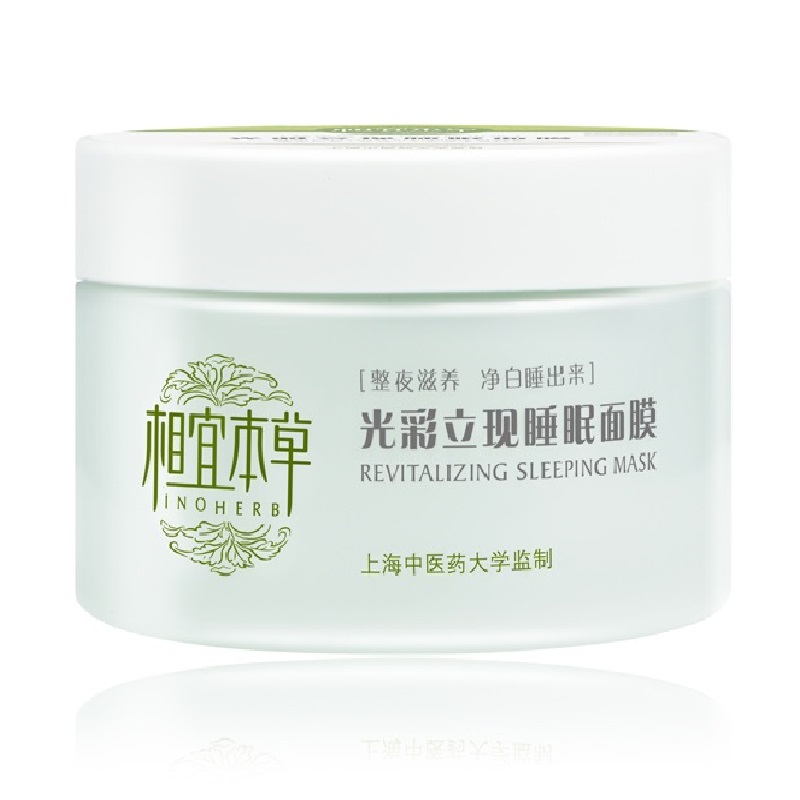 相宜本草
INOHERB
[整夜滋养 净白睡出来]
光彩立现睡眠面膜
REVITALIZING SLEEPING MASK
上海中医药大学监制